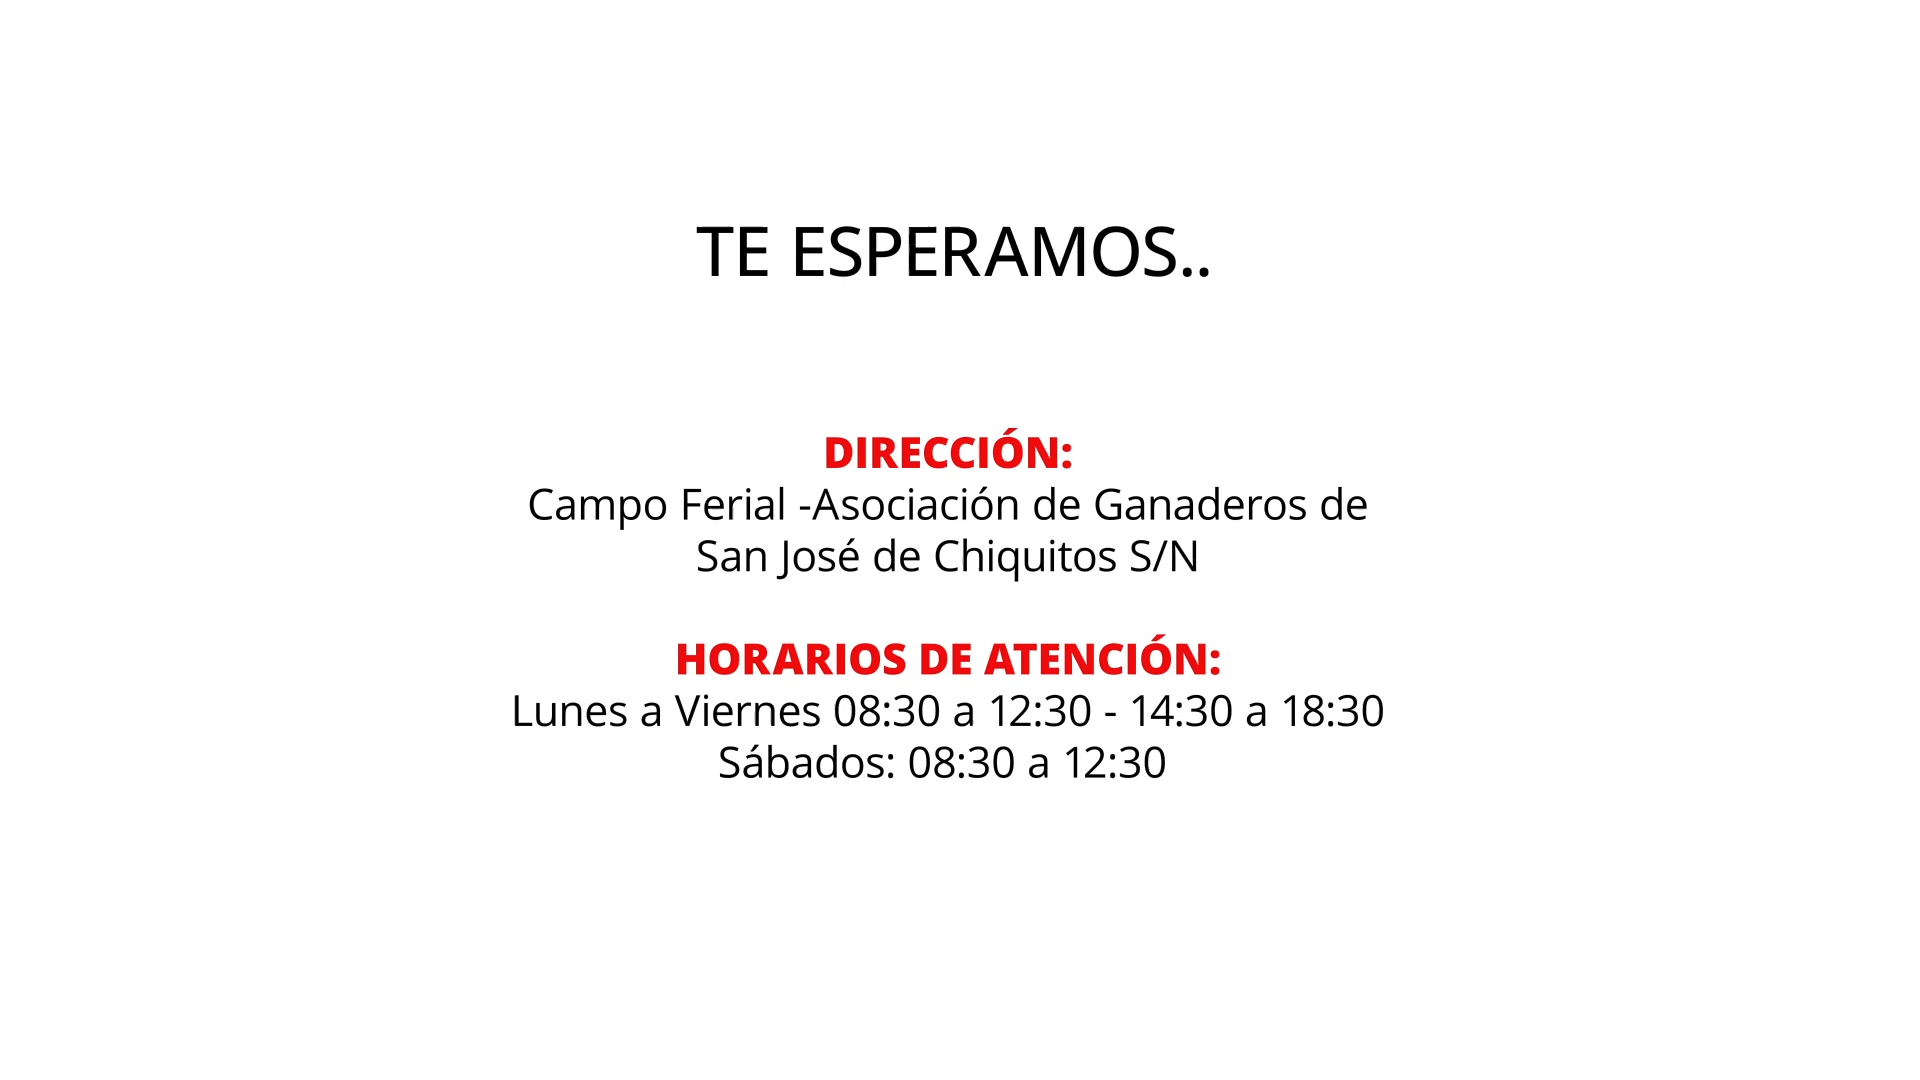 TE ESPERAMOS..
DIRECCIÓN:
Campo Ferial -Asociación de Ganaderos de
San José de Chiquitos S/N
HORARIOS DE ATENCIÓN:
Lunes a Viernes 08:30 a 12:30 - 14:30 a 18:30
Sábados: 08:30 a 12:30